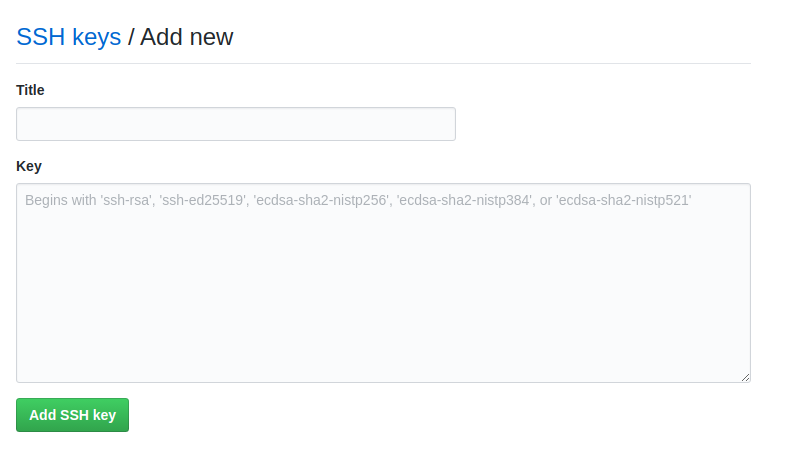 SSH keys / Add new
Title
Key
Begins with 'ssh-rsa', 'ssh-ed25519', 'ecdsa-sha2-nistp256', 'ecdsa-sha2-nistp384', or 'ecdsa-sha2-nistp521'
Add SSH key